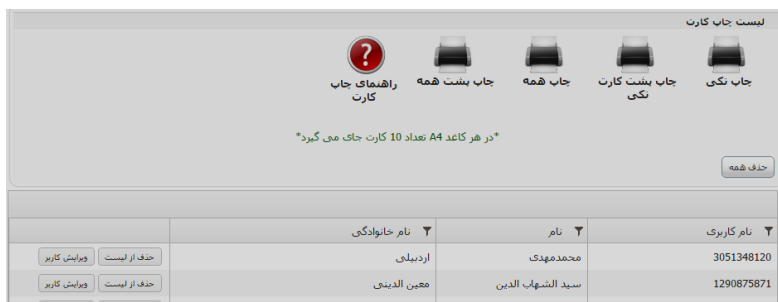 لیست چاپ کارت
چاپ تکی
چاپ پشت کارت تکی
چاپ همه
چاپ پشت همه
راهنمای چاپ کارت
*در هر کاغذ A4 تعداد 10 کارت جای می گیرد*
حذف همه
نام کاربری نام نام خانوادگی
3051348120 محمدمهدی اردبیلی حذف از لیست ویرایش کاربر
1290875871 سید الشهاب الدین معین الدینی حذف از لیست ویرایش کاربر